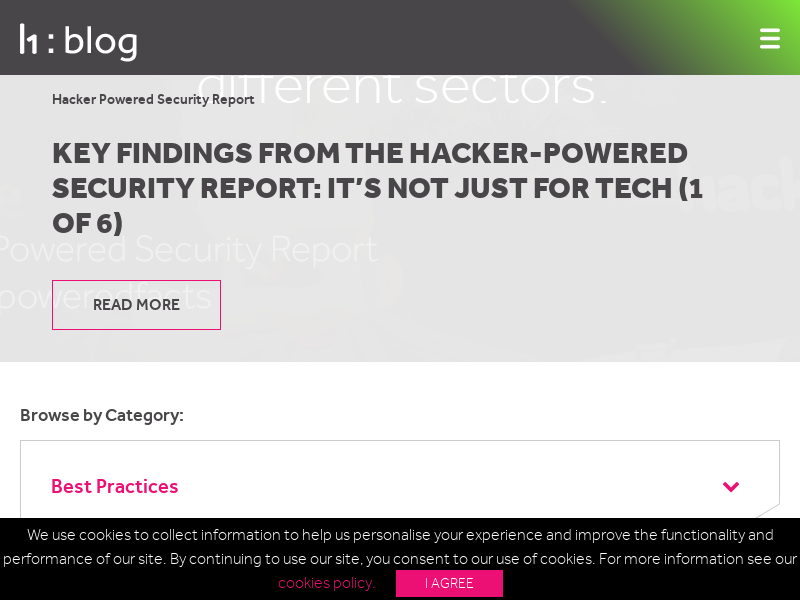 l1 : blog
different sectors.
Hacker Powered Security Report
KEY FINDINGS FROM THE HACKER-POWERED
SECURITY REPORT: IT’S NOT JUST FOR TECH (1
OF 6)
hack
Powered Security Report
poweredfacts
READ MORE
Browse by Category:
Best Practices
We use cookies to collect information to help us personalise your experience and improve the functionality and
performance of our site. By continuing to use our site, you consent to our use of cookies. For more information see our
cookies policy. I AGREE